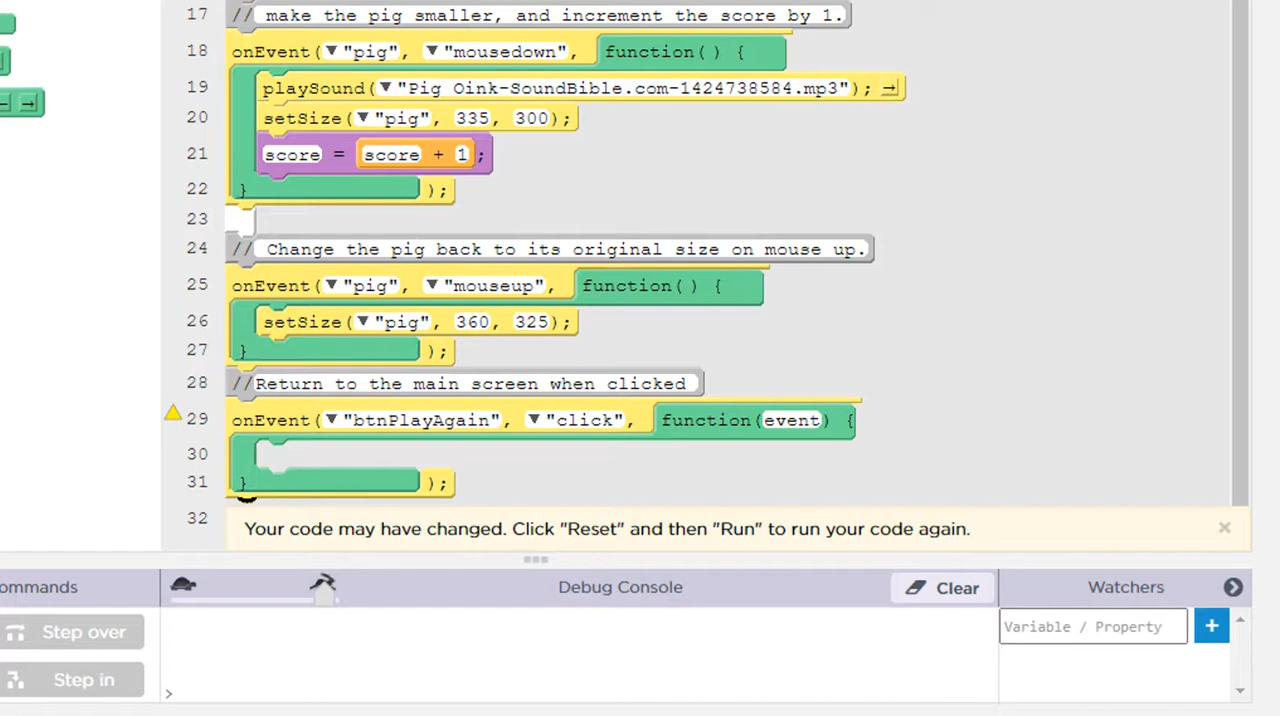 17 // make the pig smaller, and increment the score by 1.
18 onEvent(▼"pig", ▼"mousedown", function() {
19 playSound(▼"Pig Oink-SoundBible.com-1424738584.mp3"); →
20 setSize(▼"pig", 335, 300);
21 score = score + 1;
22 } );
23
24 // Change the pig back to its original size on mouse up.
25 onEvent(▼"pig", ▼"mouseup", function() {
26 setSize(▼"pig", 360, 325);
27 } );
28 //Return to the main screen when clicked
29 onEvent(▼"btnPlayAgain", ▼"click", function(event) {
30
31 } );
32
Your code may have changed. Click "Reset" and then "Run" to run your code again. ×
ommands
Debug Console
Clear
Watchers
Step over
Variable / Property +
Step in
>